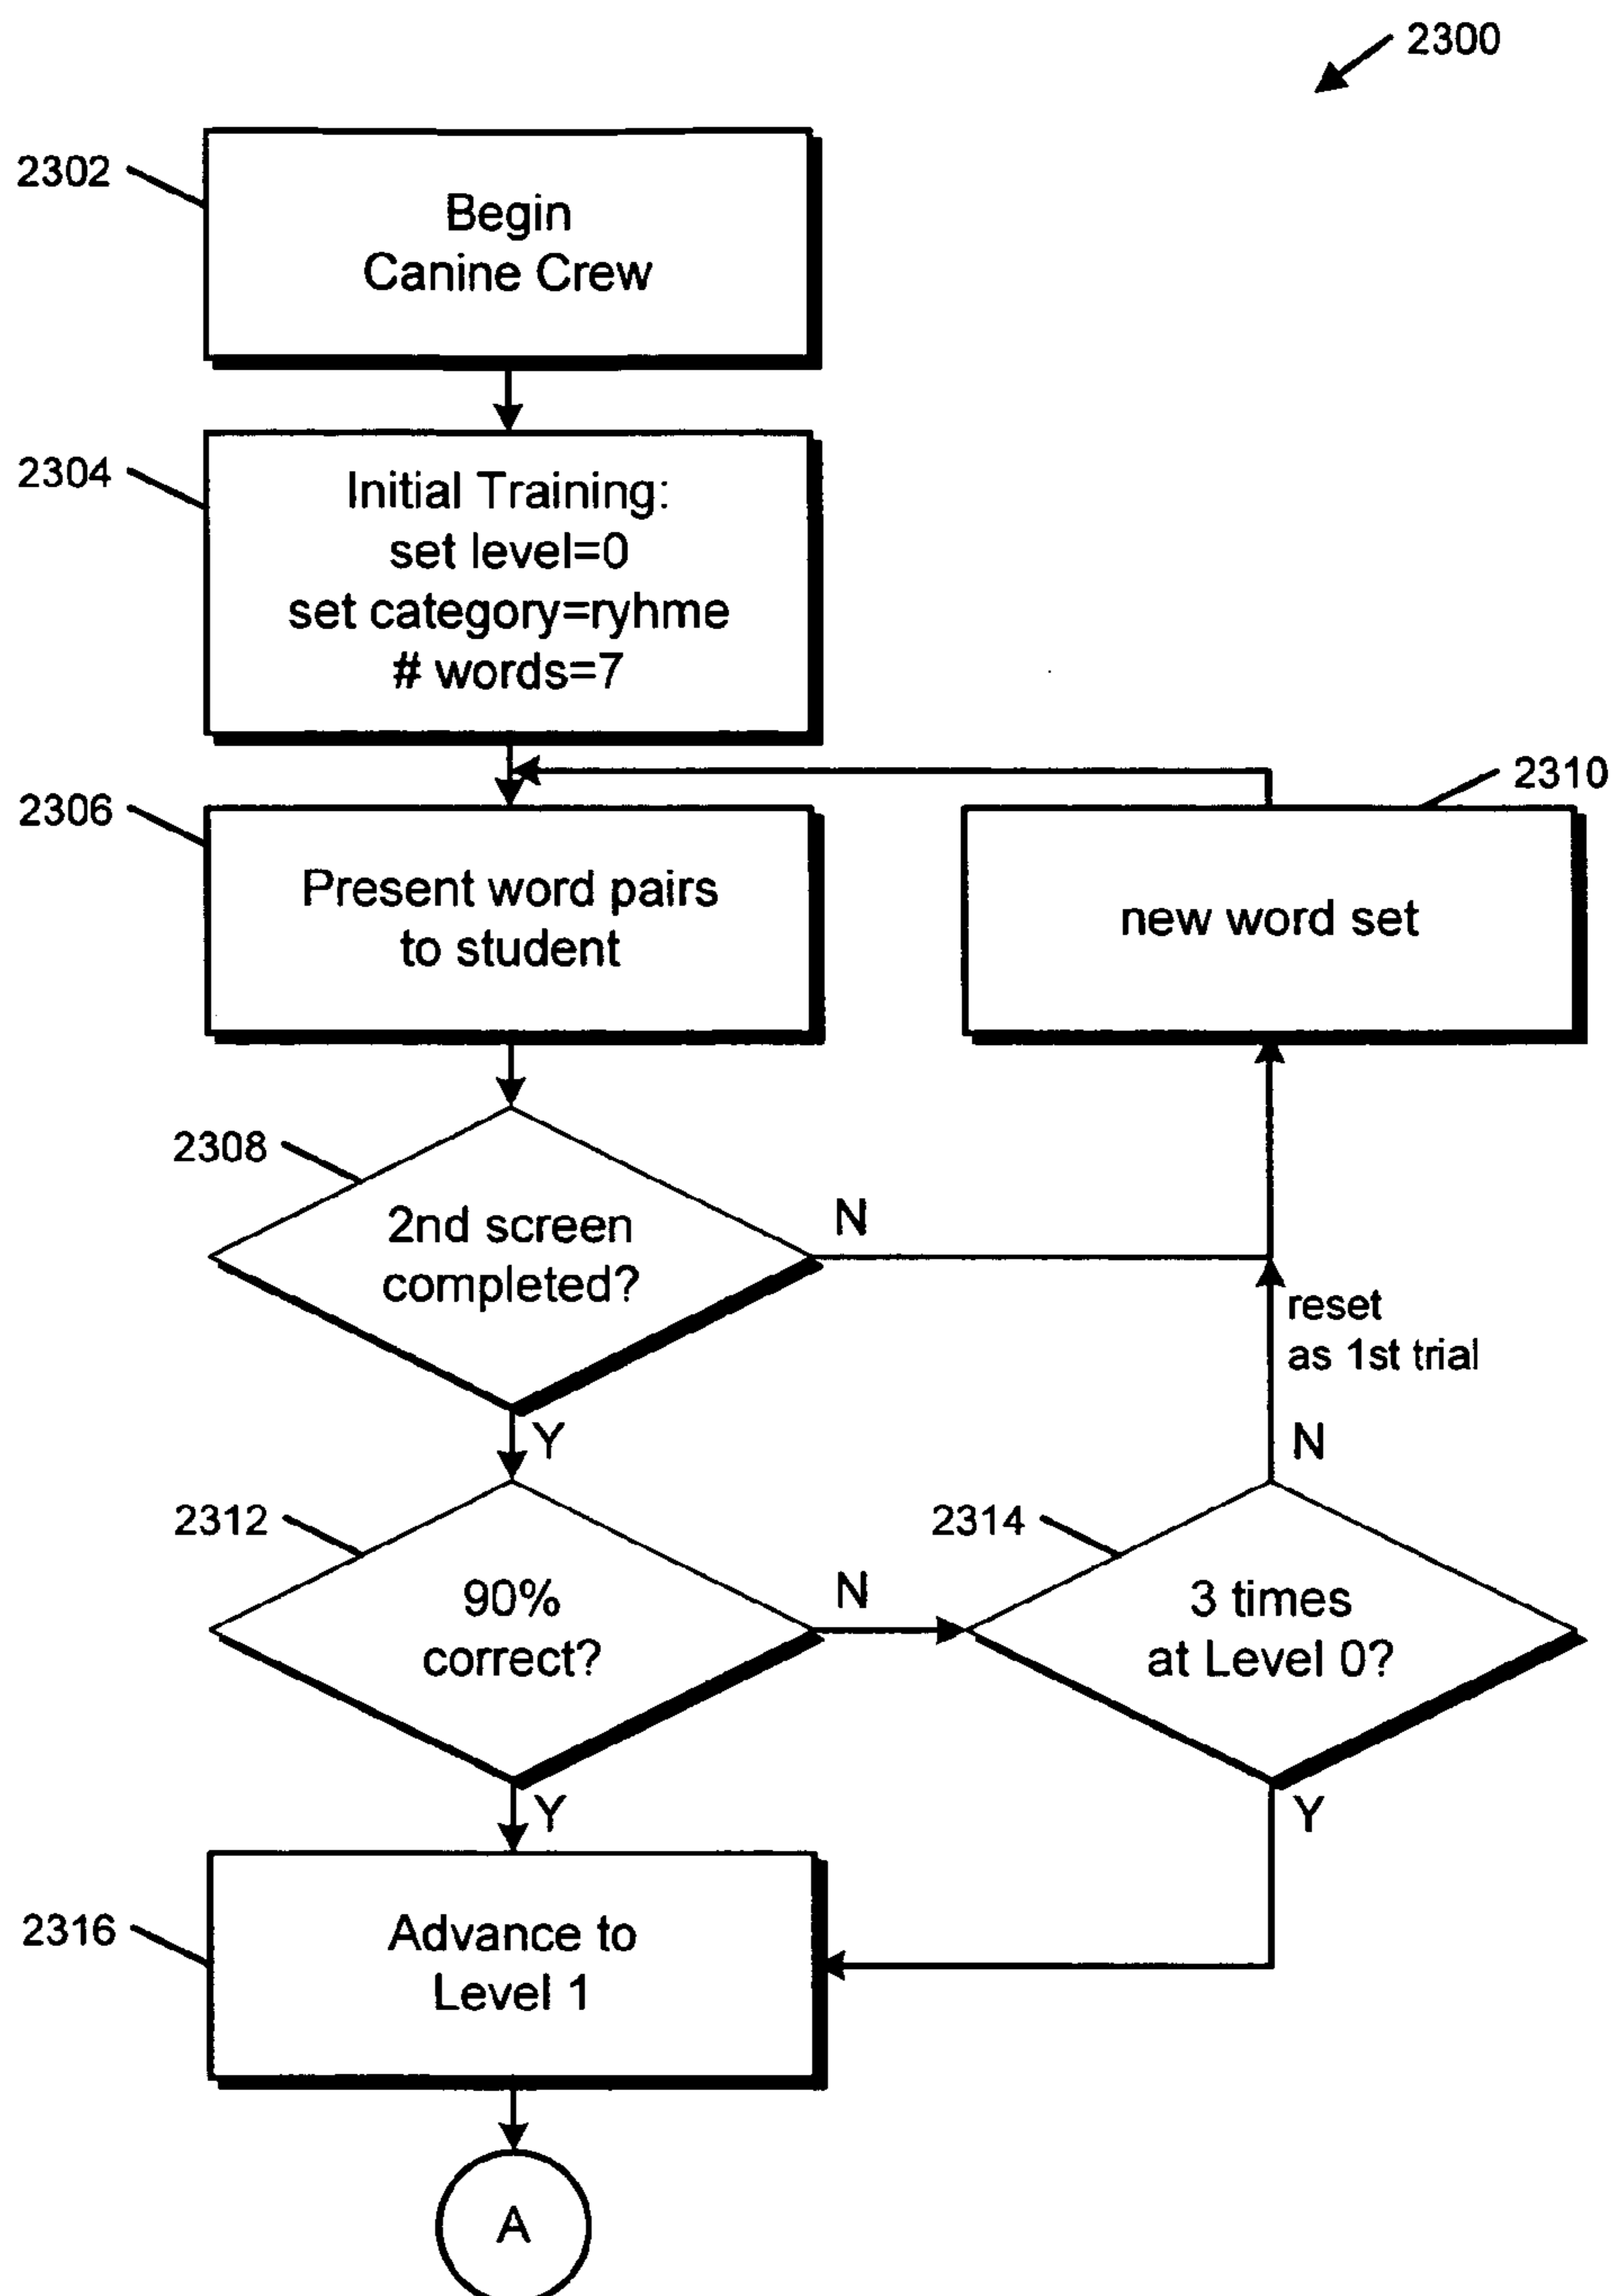 2300
2302
Begin
Canine Crew
2304
Initial Training:
set level=0
set category=ryhme
# words=7
2306
Present word pairs
to student
2310
new word set
2308
2nd screen
completed?
N
Y
reset
as 1st trial
N
2312
90%
correct?
N
Y
2314
3 times
at Level 0?
Y
2316
Advance to
Level 1
A